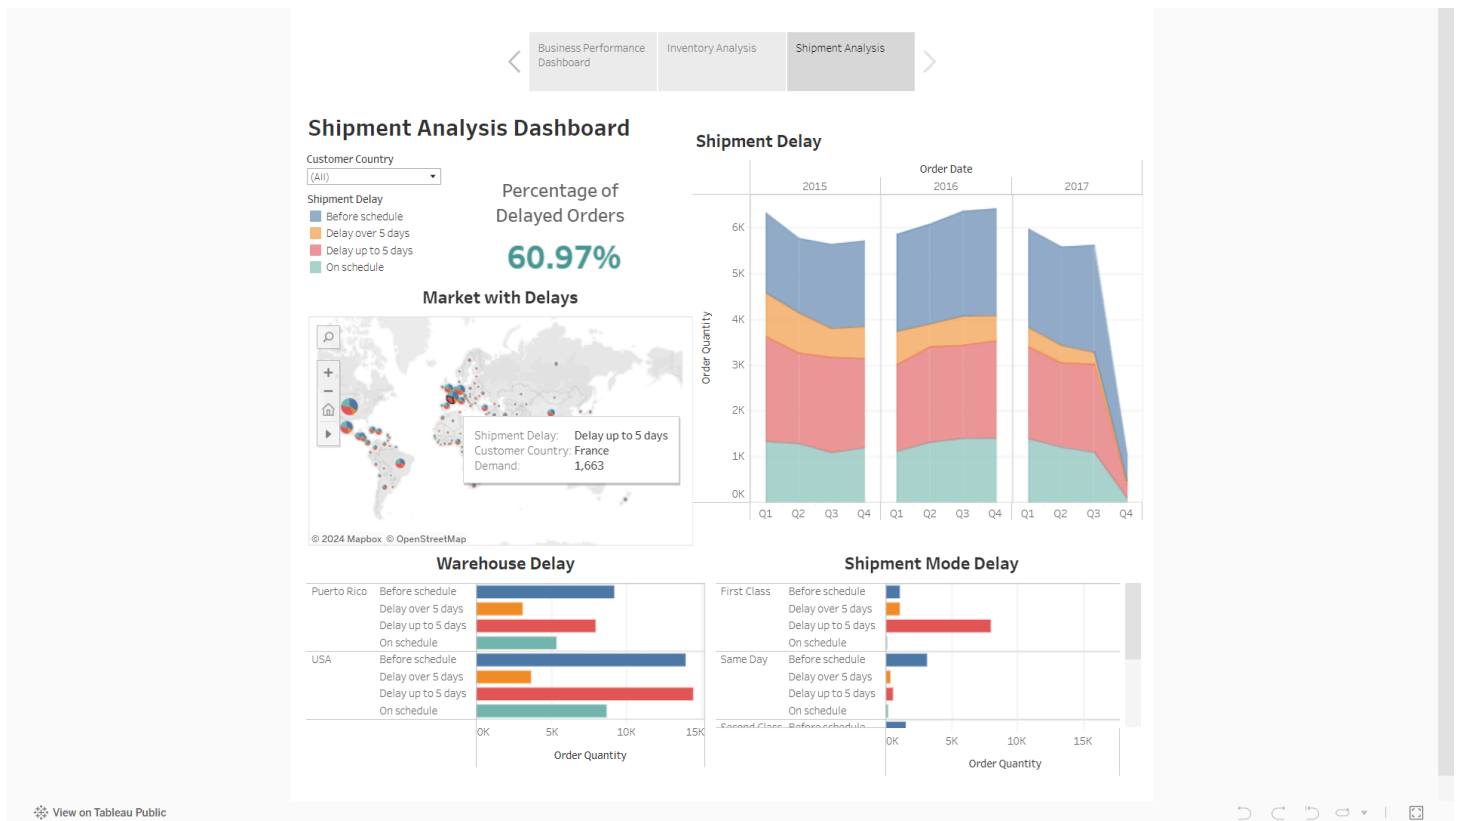 Business Performance
Dashboard
Inventory Analysis
Shipment Analysis
Shipment Analysis Dashboard
Customer Country
(All)
Shipment Delay
Before schedule
Delay over 5 days
Delay up to 5 days
On schedule
Percentage of
Delayed Orders
60.97%
Market with Delays
+
−
Shipment Delay: Delay up to 5 days
Customer Country: France
Demand: 1,663
© 2024 Mapbox © OpenStreetMap
Shipment Delay
Order Date
2015 2016 2017
Order Quantity
6K
5K
4K
3K
2K
1K
0K
Q1 Q2 Q3 Q4 Q1 Q2 Q3 Q4 Q1 Q2 Q3 Q4
Warehouse Delay
Puerto Rico Before schedule
Delay over 5 days
Delay up to 5 days
On schedule
USA Before schedule
Delay over 5 days
Delay up to 5 days
On schedule
0K 5K 10K 15K
Order Quantity
Shipment Mode Delay
First Class Before schedule
Delay over 5 days
Delay up to 5 days
On schedule
Same Day Before schedule
Delay over 5 days
Delay up to 5 days
On schedule
Second Class Before schedule
0K 5K 10K 15K
Order Quantity
View on Tableau Public